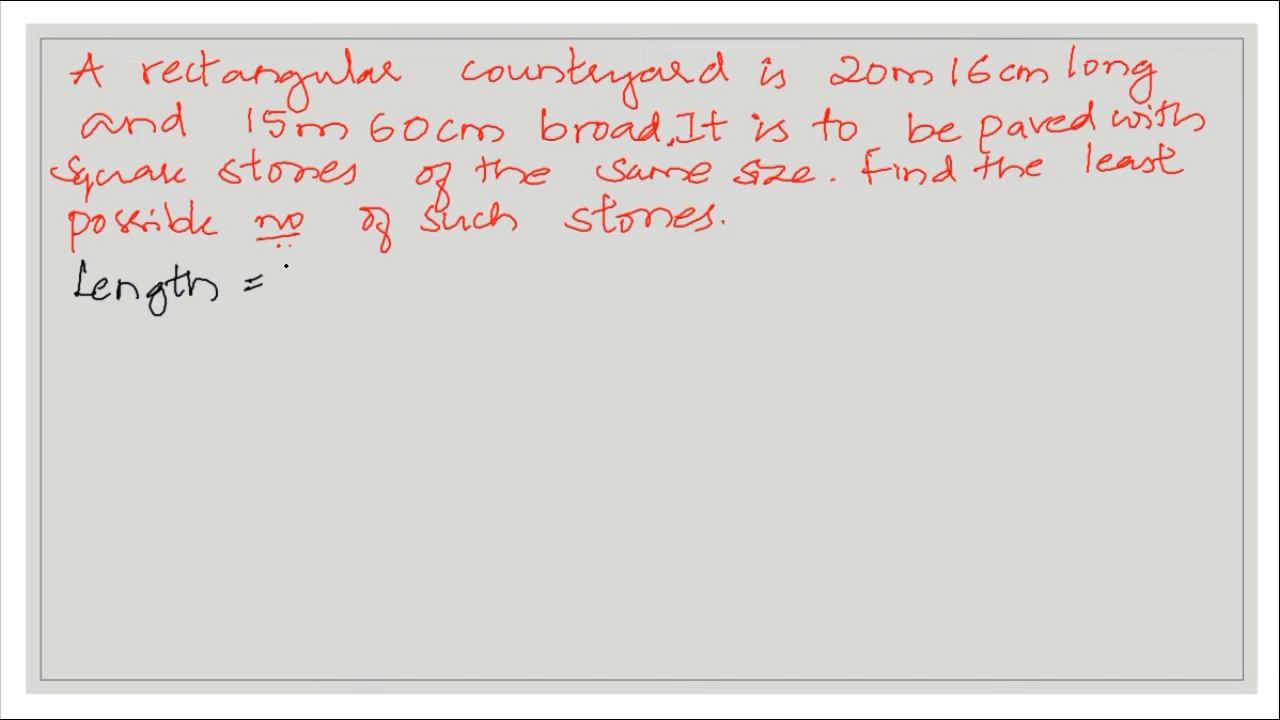 A rectangular counteryard is 20m 16cm long
and 15m 60cm broad. It is to be paved with
square stones of the same size. Find the least
possible no of such stones.
Length =